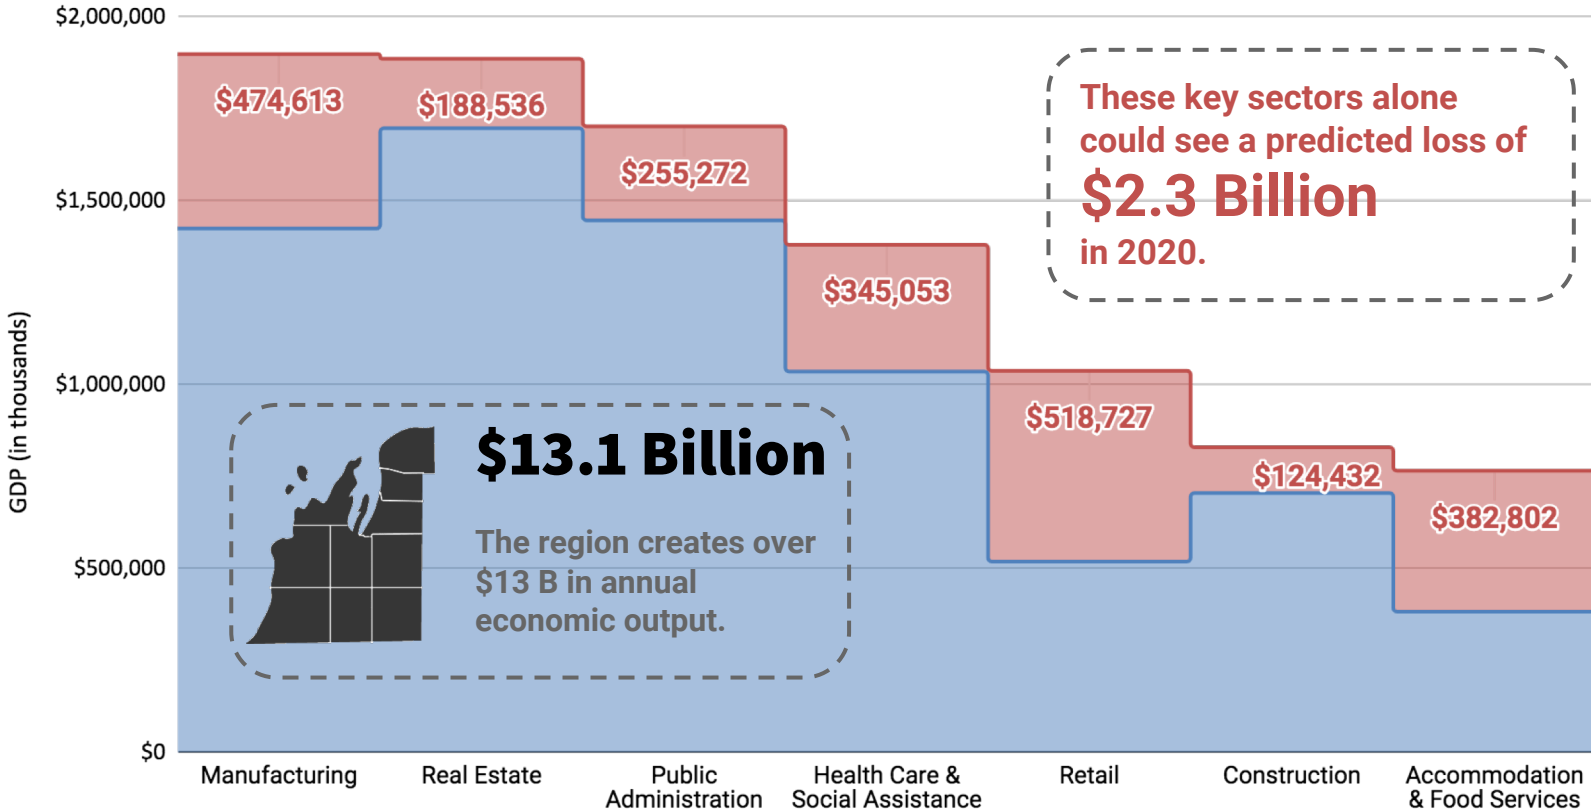 $2,000,000
$1,500,000
$1,000,000
$500,000
$0
GDP (in thousands)
$474,613
$188,536
$255,272
$345,053
$518,727
$124,432
$382,802
These key sectors alone
could see a predicted loss of
$2.3 Billion
in 2020.
$13.1 Billion
The region creates over
$13 B in annual
economic output.
Manufacturing
Real Estate
Public
Administration
Health Care &
Social Assistance
Retail
Construction
Accommodation
& Food Services